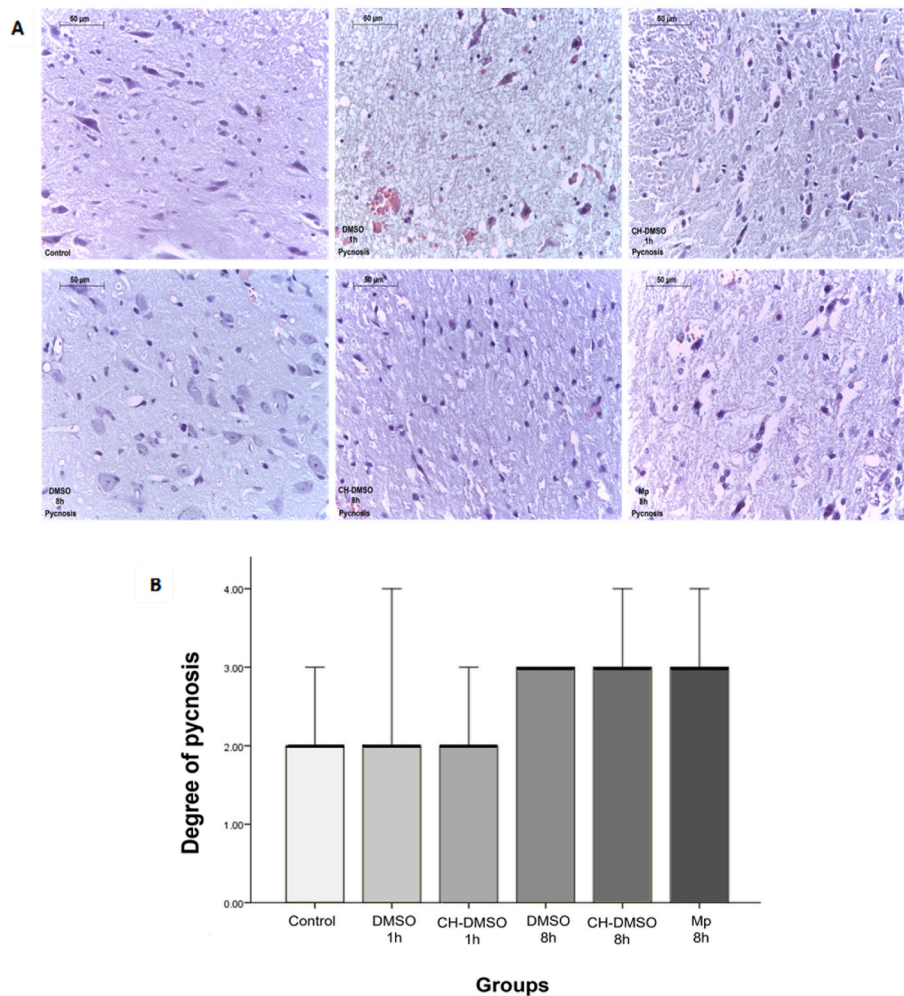 A
50 µm
50 µm
50 µm
Control
DMSO
1h
Pycnosis
CH-DMSO
1h
Pycnosis
50 µm
50 µm
50 µm
DMSO
8h
Pycnosis
CH-DMSO
8h
Pycnosis
Mp
8h
Pycnosis
B
Degree of pycnosis
4.00
3.00
2.00
1.00
0.00
Control
DMSO
1h
CH-DMSO
1h
DMSO
8h
CH-DMSO
8h
Mp
8h
Groups